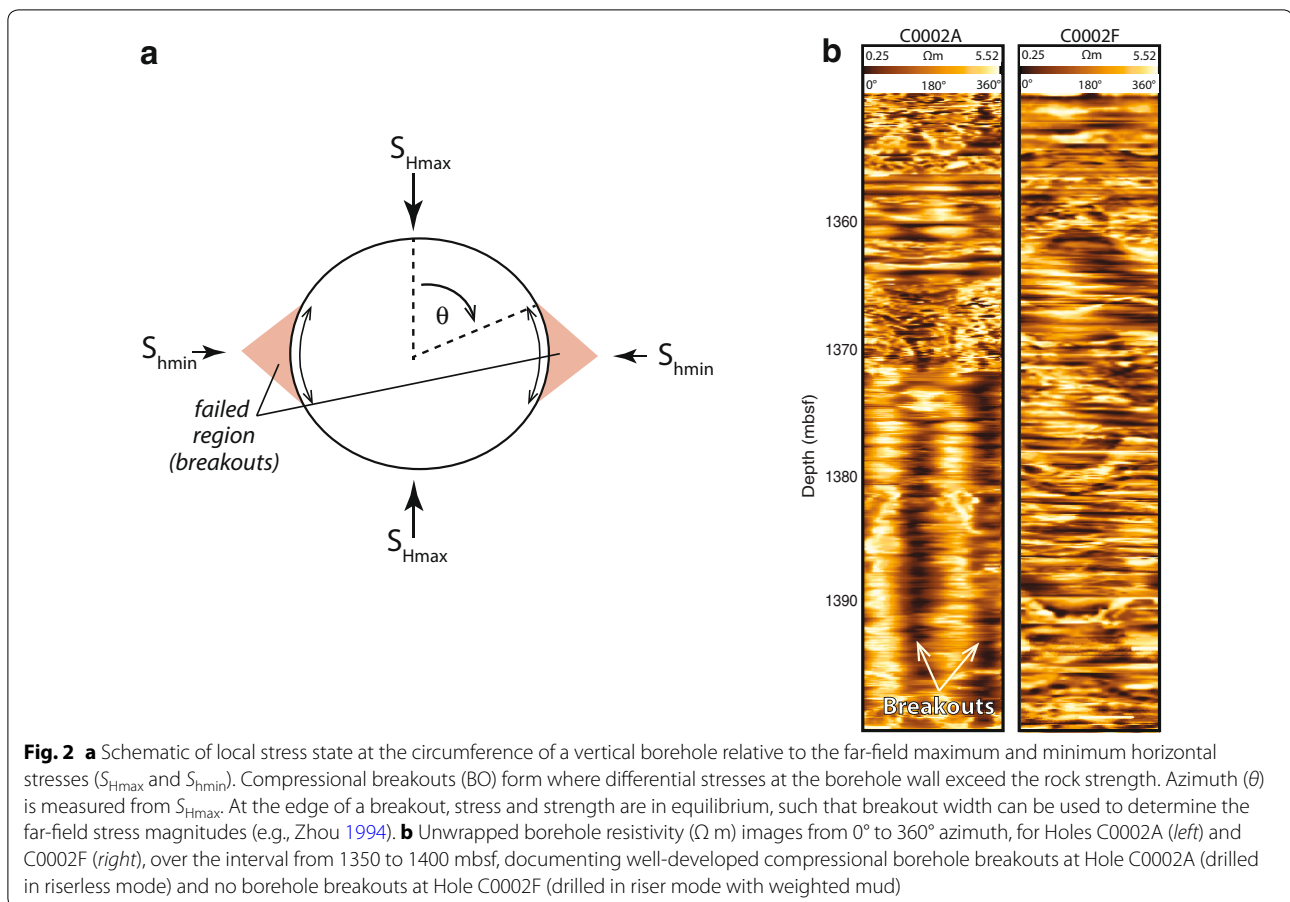 a
S_Hmax
θ
S_hmin
S_hmin
failed
region
(breakouts)
S_Hmax
b
C0002A
C0002F
0.25 Ωm 5.52
0.25 Ωm 5.52
0° 180° 360°
0° 180° 360°
1360
1370
1380
1390
Depth (mbsf)
Breakouts
Fig. 2 a Schematic of local stress state at the circumference of a vertical borehole relative to the far-field maximum and minimum horizontal
stresses (S_Hmax and S_hmin). Compressional breakouts (BO) form where differential stresses at the borehole wall exceed the rock strength. Azimuth (θ)
is measured from S_Hmax. At the edge of a breakout, stress and strength are in equilibrium, such that breakout width can be used to determine the
far-field stress magnitudes (e.g., Zhou 1994). b Unwrapped borehole resistivity (Ω m) images from 0° to 360° azimuth, for Holes C0002A (left) and
C0002F (right), over the interval from 1350 to 1400 mbsf, documenting well-developed compressional borehole breakouts at Hole C0002A (drilled
in riserless mode) and no borehole breakouts at Hole C0002F (drilled in riser mode with weighted mud)